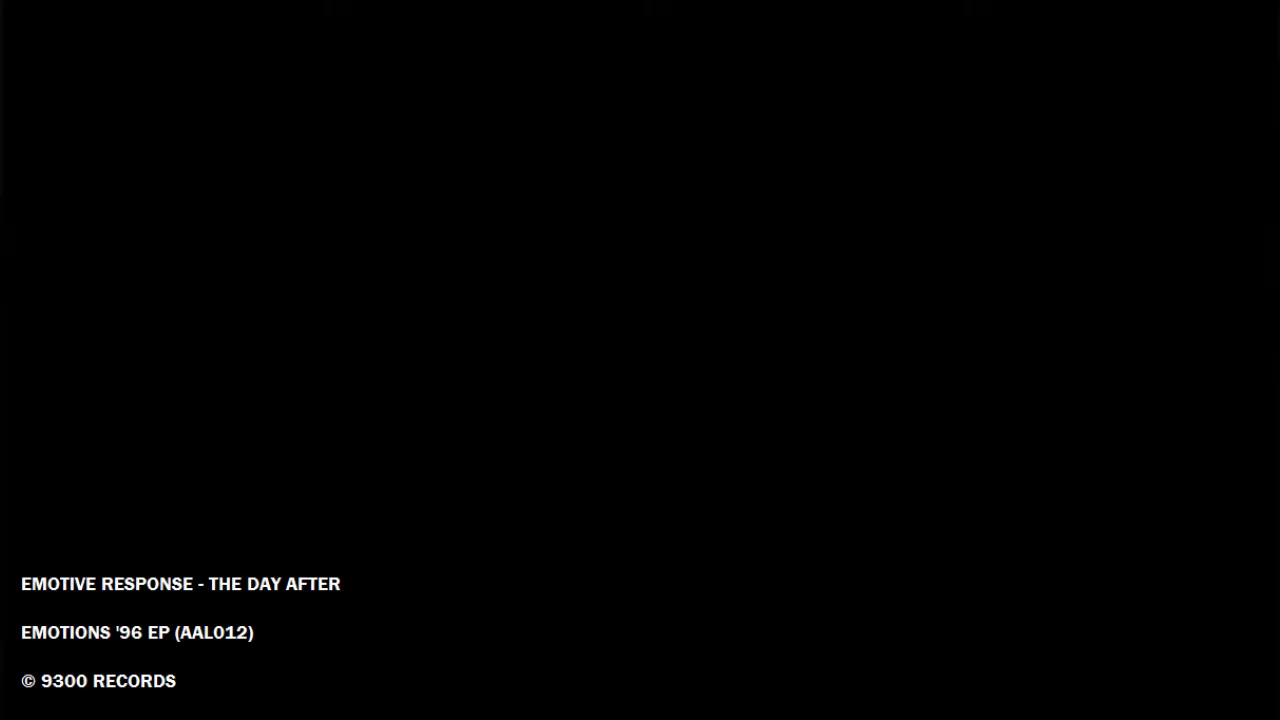 EMOTIVE RESPONSE - THE DAY AFTER
EMOTIONS '96 EP (AAL012)
© 9300 RECORDS